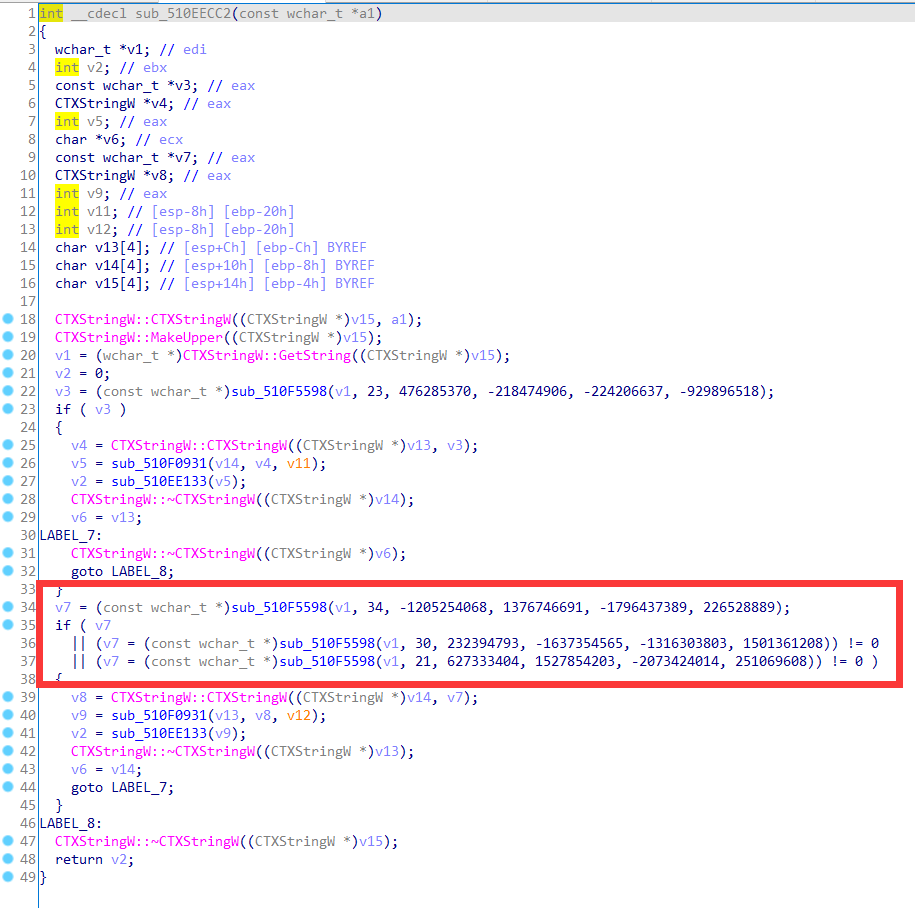 1 int __cdecl sub_510EECC2(const wchar_t *a1)
2 {
3 wchar_t *v1; // edi
4 int v2; // ebx
5 const wchar_t *v3; // eax
6 CTXStringW *v4; // eax
7 int v5; // eax
8 char *v6; // ecx
9 const wchar_t *v7; // eax
10 CTXStringW *v8; // eax
11 int v9; // eax
12 int v11; // [esp-8h] [ebp-20h]
13 int v12; // [esp-8h] [ebp-20h]
14 char v13[4]; // [esp+Ch] [ebp-Ch] BYREF
15 char v14[4]; // [esp+10h] [ebp-8h] BYREF
16 char v15[4]; // [esp+14h] [ebp-4h] BYREF
17
18 CTXStringW::CTXStringW((CTXStringW *)v15, a1);
19 CTXStringW::MakeUpper((CTXStringW *)v15);
20 v1 = (wchar_t *)CTXStringW::GetString((CTXStringW *)v15);
21 v2 = 0;
22 v3 = (const wchar_t *)sub_510F5598(v1, 23, 476285370, -218474906, -224206637, -929896518);
23 if ( v3 )
24 {
25 v4 = CTXStringW::CTXStringW((CTXStringW *)v13, v3);
26 v5 = sub_510F0931(v14, v4, v11);
27 v2 = sub_510EE133(v5);
28 CTXStringW::~CTXStringW((CTXStringW *)v14);
29 v6 = v13;
30 LABEL_7:
31 CTXStringW::~CTXStringW((CTXStringW *)v6);
32 goto LABEL_8;
33 }
34 v7 = (const wchar_t *)sub_510F5598(v1, 34, -1205254068, 1376746691, -1796437389, 226528889);
35 if ( v7
36 || (v7 = (const wchar_t *)sub_510F5598(v1, 30, 232394793, -1637354565, -1316303803, 1501361208)) != 0
37 || (v7 = (const wchar_t *)sub_510F5598(v1, 21, 627333404, 1527854203, -2073424014, 251069608)) != 0 )
38 {
39 v8 = CTXStringW::CTXStringW((CTXStringW *)v14, v7);
40 v9 = sub_510F0931(v13, v8, v12);
41 v2 = sub_510EE133(v9);
42 CTXStringW::~CTXStringW((CTXStringW *)v13);
43 v6 = v14;
44 goto LABEL_7;
45 }
46 LABEL_8:
47 CTXStringW::~CTXStringW((CTXStringW *)v15);
48 return v2;
49 }